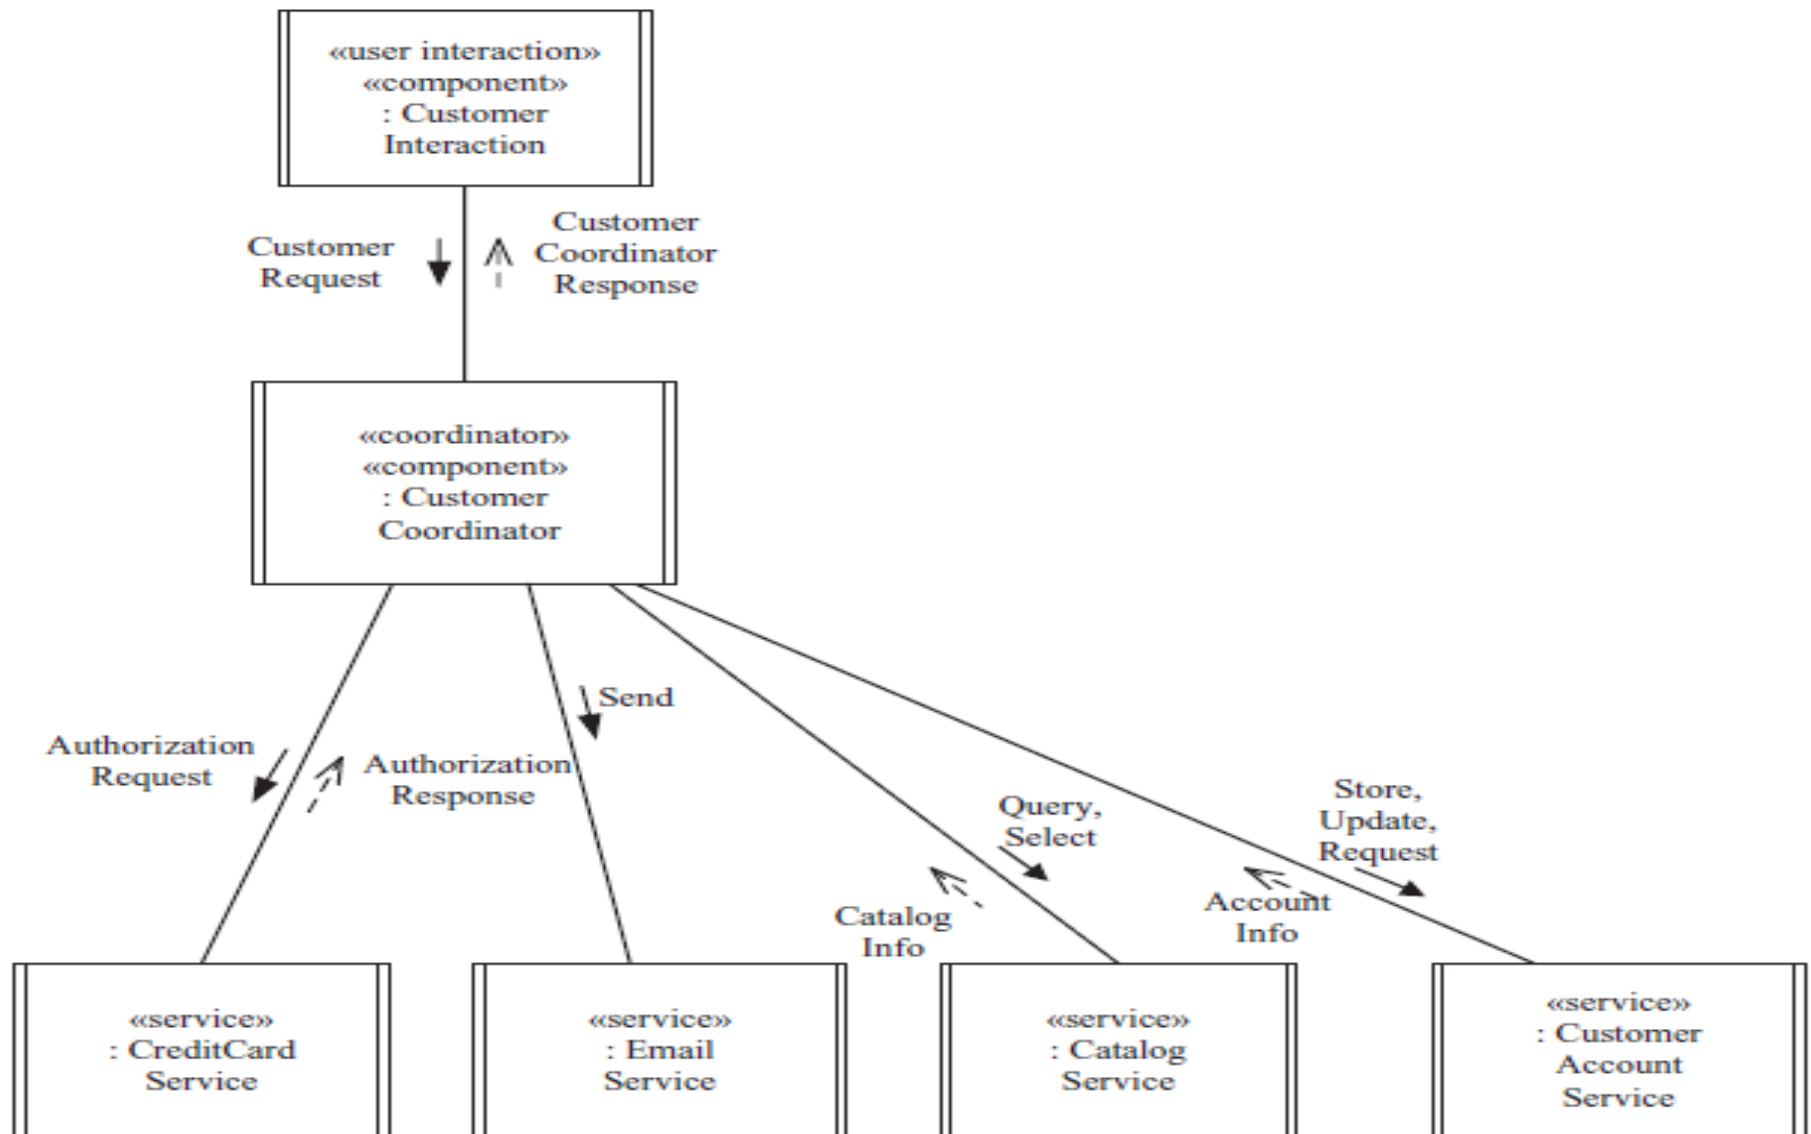 «user interaction»
«component»
: Customer
Interaction
Customer
Request
Customer
Coordinator
Response
«coordinator»
«component»
: Customer
Coordinator
Authorization
Request
Authorization
Response
Send
Query,
Select
Catalog
Info
Store,
Update,
Request
Account
Info
«service»
: CreditCard
Service
«service»
: Email
Service
«service»
: Catalog
Service
«service»
: Customer
Account
Service